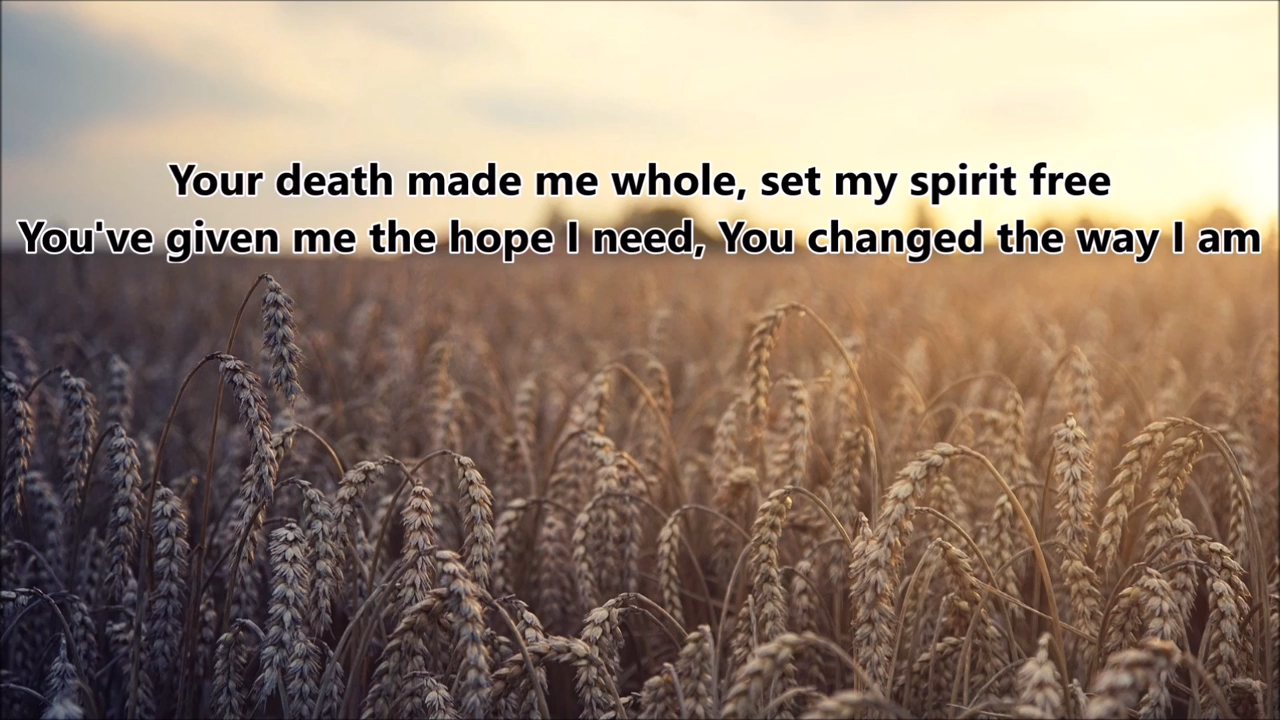 Your death made me whole, set my spirit free
You've given me the hope I need, You changed the way I am